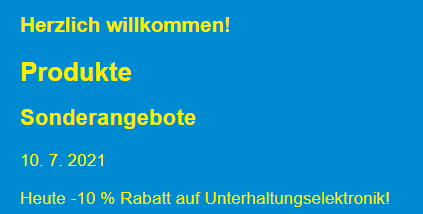 Herzlich willkommen!
Produkte
Sonderangebote
10. 7. 2021
Heute -10 % Rabatt auf Unterhaltungselektronik!